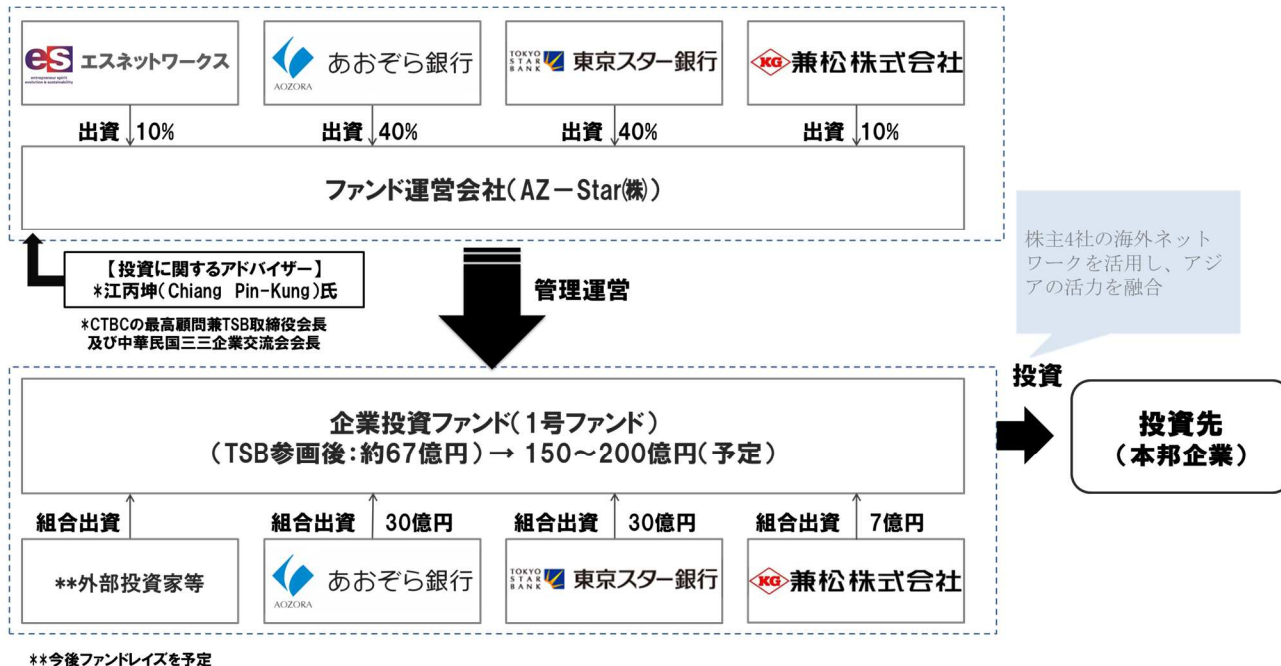 es エスネットワークス
entrepreneur spirit
evolution & sustainability
AOZORA あおぞら銀行
TOKYO STAR BANK 東京スター銀行
KG 兼松株式会社
出資 10%
出資 40%
出資 40%
出資 10%
ファンド運営会社(AZ－Star㈱)
【投資に関するアドバイザー】
*江丙坤(Chiang Pin-Kung)氏
*CTBCの最高顧問兼TSB取締役会長
及び中華民国三三企業交流会会長
管理運営
株主4社の海外ネット
ワークを活用し、アジ
アの活力を融合
投資
企業投資ファンド(1号ファンド)
(TSB参画後:約67億円)→ 150～200億円(予定)
投資先
(本邦企業)
組合出資
組合出資 30億円
組合出資 30億円
組合出資 7億円
**外部投資家等
AOZORA あおぞら銀行
TOKYO STAR BANK 東京スター銀行
KG 兼松株式会社
**今後ファンドレイズを予定